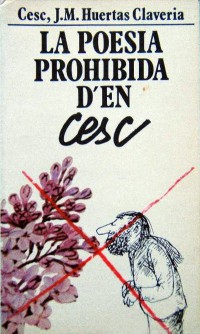 Cesc, J.M. Huertas Claveria
LA POESIA
PROHIBIDA
D'EN
cesc